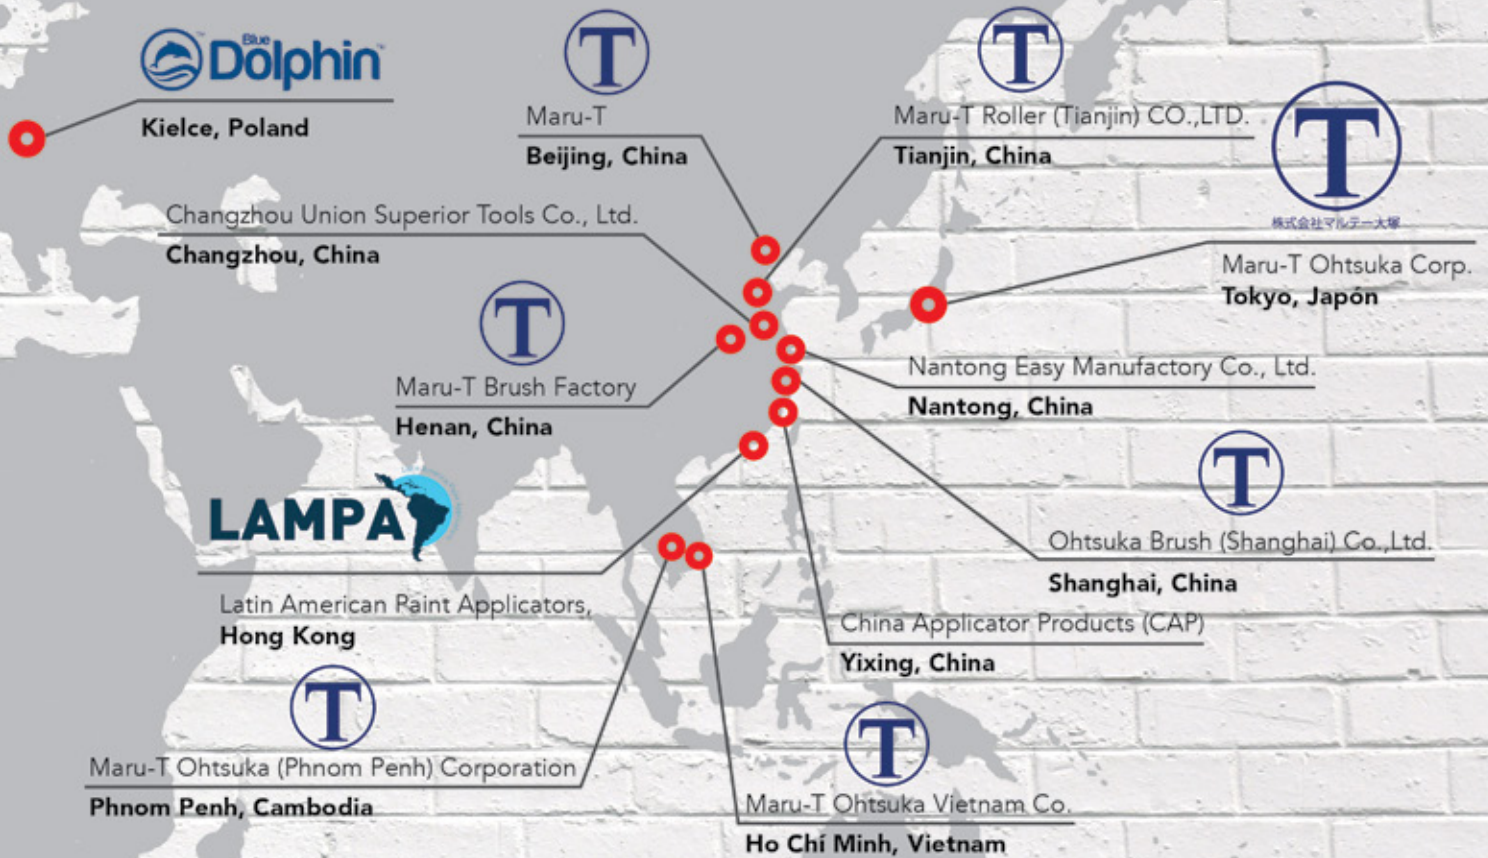 Blue
Dolphin™
Kielce, Poland
T
Maru-T
Beijing, China
T
Maru-T Roller (Tianjin) CO.,LTD.
Tianjin, China
T
株式会社マルテー大塚
Maru-T Ohtsuka Corp.
Tokyo, Japón
Changzhou Union Superior Tools Co., Ltd.
Changzhou, China
T
Maru-T Brush Factory
Henan, China
Nantong Easy Manufactory Co., Ltd.
Nantong, China
LAMPA
Latin American Paint Applicators,
Hong Kong
T
Ohtsuka Brush (Shanghai) Co.,Ltd.
Shanghai, China
China Applicator Products (CAP)
Yixing, China
T
Maru-T Ohtsuka (Phnom Penh) Corporation
Phnom Penh, Cambodia
T
Maru-T Ohtsuka Vietnam Co.
Ho Chí Minh, Vietnam